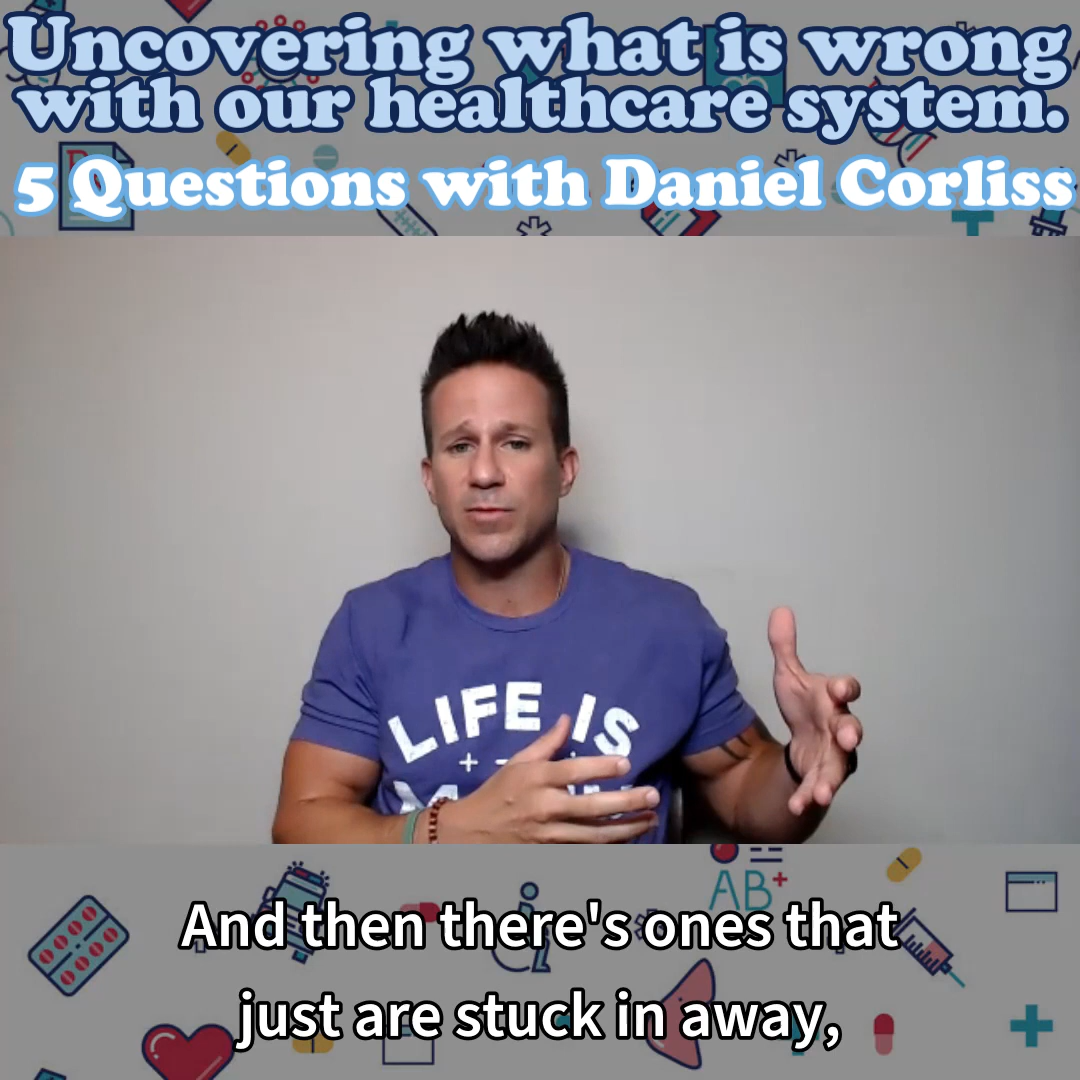 Uncovering what is wrong
with our healthcare system.
5 Questions with Daniel Corliss
LIFE IS
AB+
And then there's ones that
just are stuck in away,